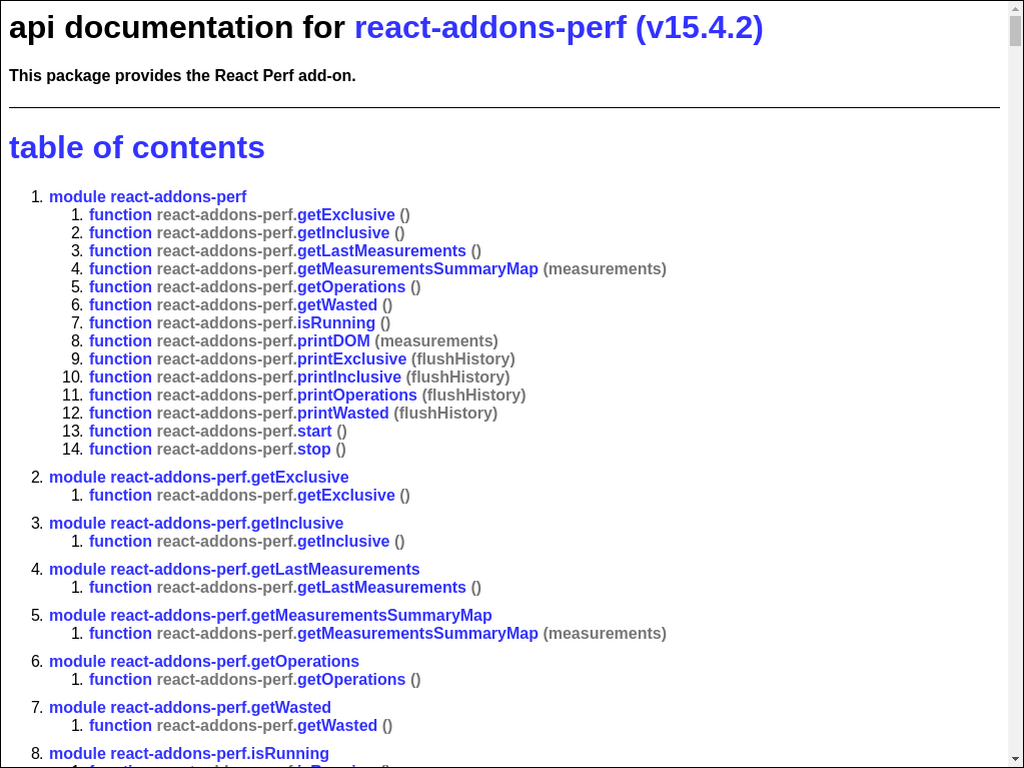 api documentation for react-addons-perf (v15.4.2)
This package provides the React Perf add-on.
table of contents
1. module react-addons-perf
1. function react-addons-perf.getExclusive ()
2. function react-addons-perf.getInclusive ()
3. function react-addons-perf.getLastMeasurements ()
4. function react-addons-perf.getMeasurementsSummaryMap (measurements)
5. function react-addons-perf.getOperations ()
6. function react-addons-perf.getWasted ()
7. function react-addons-perf.isRunning ()
8. function react-addons-perf.printDOM (measurements)
9. function react-addons-perf.printExclusive (flushHistory)
10. function react-addons-perf.printInclusive (flushHistory)
11. function react-addons-perf.printOperations (flushHistory)
12. function react-addons-perf.printWasted (flushHistory)
13. function react-addons-perf.start ()
14. function react-addons-perf.stop ()
2. module react-addons-perf.getExclusive
1. function react-addons-perf.getExclusive ()
3. module react-addons-perf.getInclusive
1. function react-addons-perf.getInclusive ()
4. module react-addons-perf.getLastMeasurements
1. function react-addons-perf.getLastMeasurements ()
5. module react-addons-perf.getMeasurementsSummaryMap
1. function react-addons-perf.getMeasurementsSummaryMap (measurements)
6. module react-addons-perf.getOperations
1. function react-addons-perf.getOperations ()
7. module react-addons-perf.getWasted
1. function react-addons-perf.getWasted ()
8. module react-addons-perf.isRunning